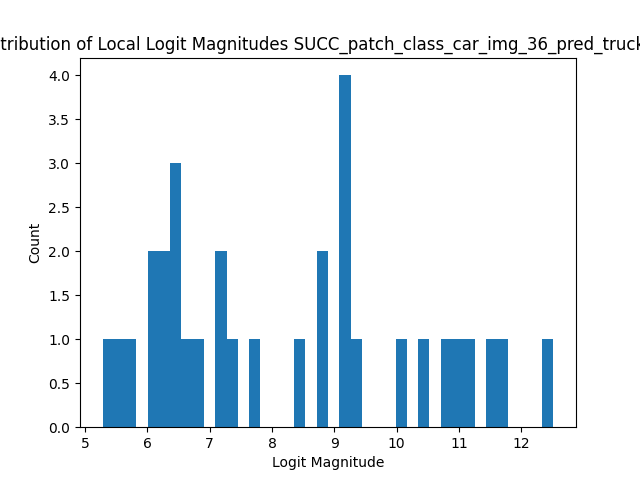 tribution of Local Logit Magnitudes SUCC_patch_class_car_img_36_pred_truck
4.0
3.5
3.0
2.5
2.0
1.5
1.0
0.5
0.0
Count
5 6 7 8 9 10 11 12
Logit Magnitude